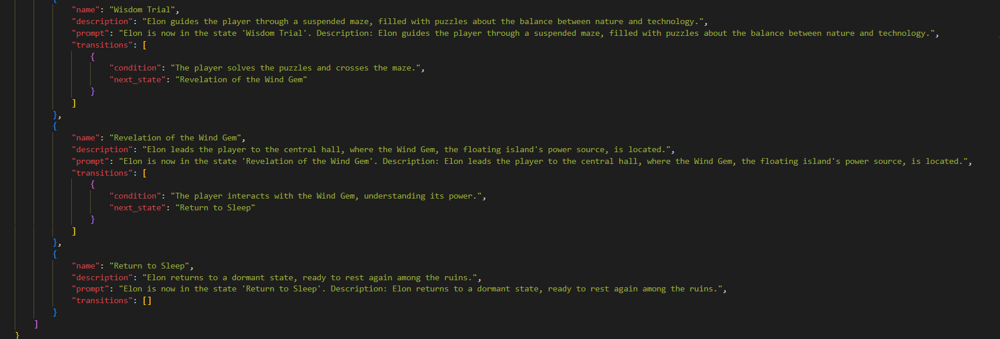 {
"name": "Wisdom Trial",
"description": "Elon guides the player through a suspended maze, filled with puzzles about the balance between nature and technology.",
"prompt": "Elon is now in the state 'Wisdom Trial'. Description: Elon guides the player through a suspended maze, filled with puzzles about the balance between nature and technology.",
"transitions": [
{
"condition": "The player solves the puzzles and crosses the maze.",
"next_state": "Revelation of the Wind Gem"
}
]
},
{
"name": "Revelation of the Wind Gem",
"description": "Elon leads the player to the central hall, where the Wind Gem, the floating island's power source, is located.",
"prompt": "Elon is now in the state 'Revelation of the Wind Gem'. Description: Elon leads the player to the central hall, where the Wind Gem, the floating island's power source, is located.",
"transitions": [
{
"condition": "The player interacts with the Wind Gem, understanding its power.",
"next_state": "Return to Sleep"
}
]
},
{
"name": "Return to Sleep",
"description": "Elon returns to a dormant state, ready to rest again among the ruins.",
"prompt": "Elon is now in the state 'Return to Sleep'. Description: Elon returns to a dormant state, ready to rest again among the ruins.",
"transitions": []
}
]
}